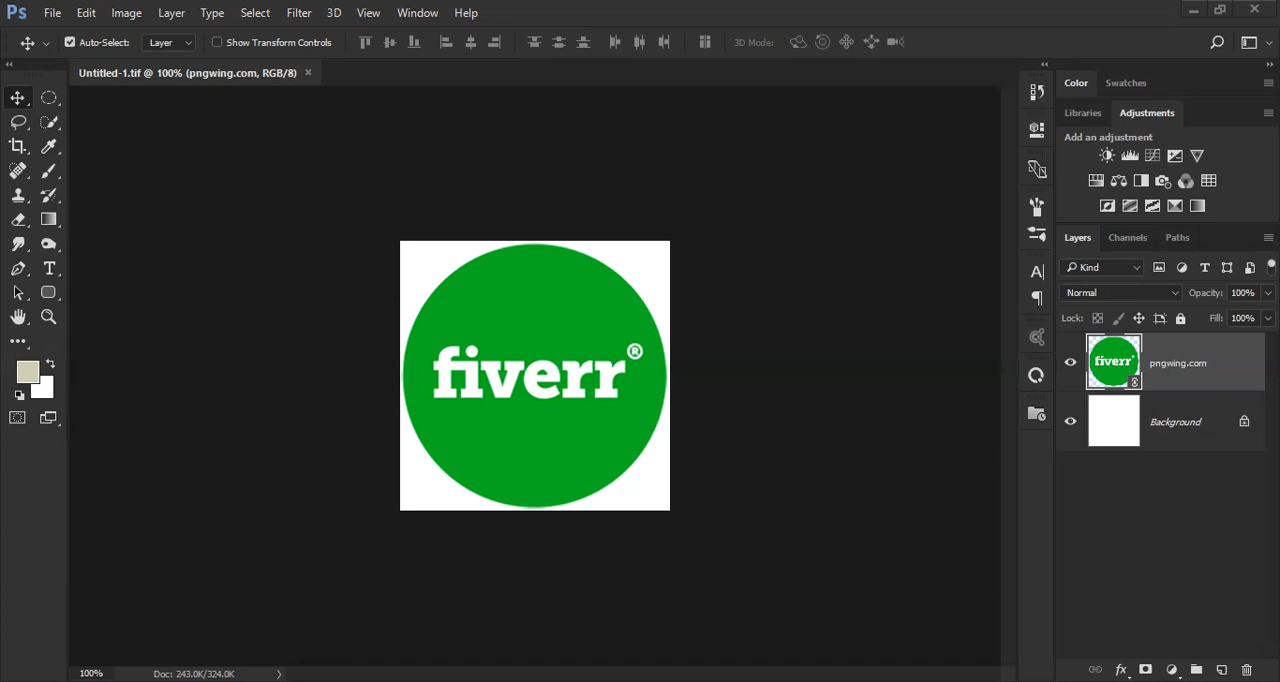 Ps File Edit Image Layer Type Select Filter 3D View Window Help
Auto-Select: Layer Show Transform Controls 3D Mode:
Untitled-1.tif @ 100% (pngwing.com, RGB/8) ×
Color Swatches
Libraries Adjustments
Add an adjustment
Layers Channels Paths
Kind
Normal Opacity: 100%
Lock: Fill: 100%
fiverr®
fiverr®
pngwing.com
Background
100% Doc: 243.0K/324.0K